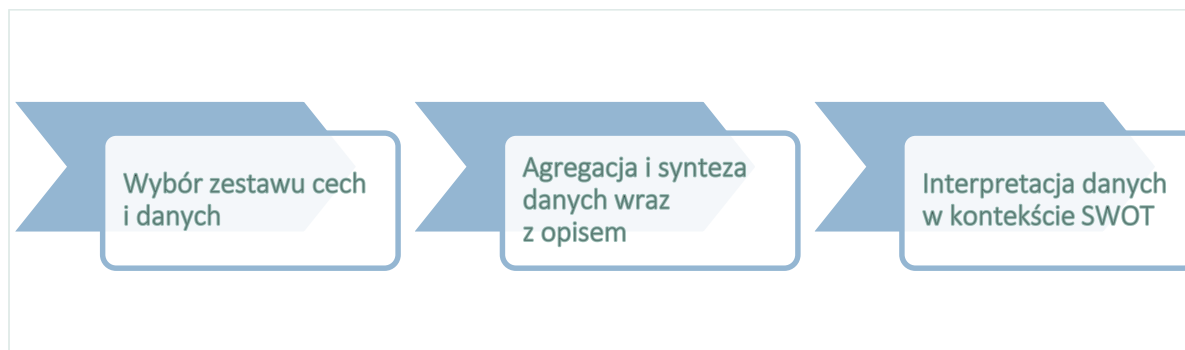 Wybór zestawu cech
i danych
Agregacja i synteza
danych wraz
z opisem
Interpretacja danych
w kontekście SWOT